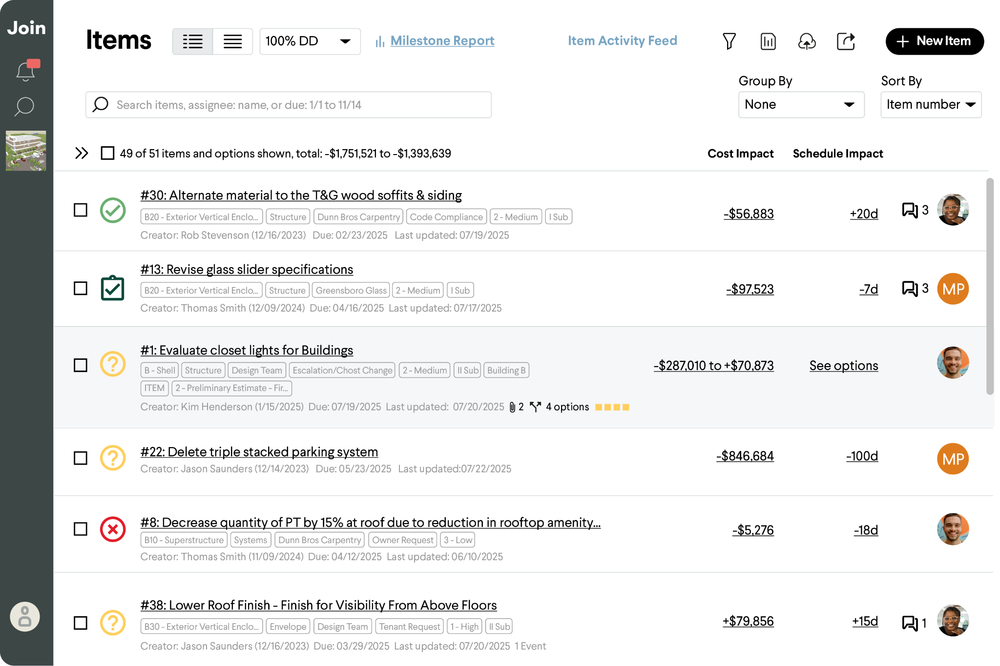 Join
Items
100% DD
Milestone Report
Item Activity Feed
New Item
Group By
Sort By
Search items, assignee: name, or due: 1/1 to 11/14
None
Item number
49 of 51 items and options shown, total: -$1,751,521 to -$1,393,639
Cost Impact
Schedule Impact
#30: Alternate material to the T&G wood soffits & siding
B20 - Exterior Vertical Enclo... Structure Dunn Bros Carpentry Code Compliance 2 - Medium I Sub
Creator: Rob Stevenson (12/16/2023) Due: 02/23/2025 Last updated: 07/19/2025
-$56,883
+20d
3
#13: Revise glass slider specifications
B20 - Exterior Vertical Enclo... Structure Greensboro Glass 2 - Medium I Sub
Creator: Thomas Smith (12/09/2024) Due: 04/16/2025 Last updated: 07/17/2025
-$97,523
-7d
3
MP
#1: Evaluate closet lights for Buildings
B - Shell Structure Design Team Escalation/Chost Change 2 - Medium II Sub Building B
ITEM 2 - Preliminary Estimate - Fir...
Creator: Kim Henderson (1/15/2025) Due: 07/19/2025 Last updated: 07/20/2025 2 4 options
-$287,010 to +$70,873
See options
#22: Delete triple stacked parking system
Creator: Jason Saunders (12/14/2023) Due: 05/23/2025 Last updated:07/22/2025
-$846,684
-100d
MP
#8: Decrease quantity of PT by 15% at roof due to reduction in rooftop amenity...
B10 - Superstructure Systems Dunn Bros Carpentry Owner Request 3 - Low
Creator: Thomas Smith (11/09/2024) Due: 04/12/2025 Last updated: 06/10/2025
-$5,276
-18d
#38: Lower Roof Finish - Finish for Visibility From Above Floors
B30 - Exterior Vertical Enclo... Envelope Design Team Tenant Request 1 - High II Sub
Creator: Jason Saunders (12/16/2023) Due: 03/29/2025 Last updated: 07/20/2025 1 Event
+$79,856
+15d
1